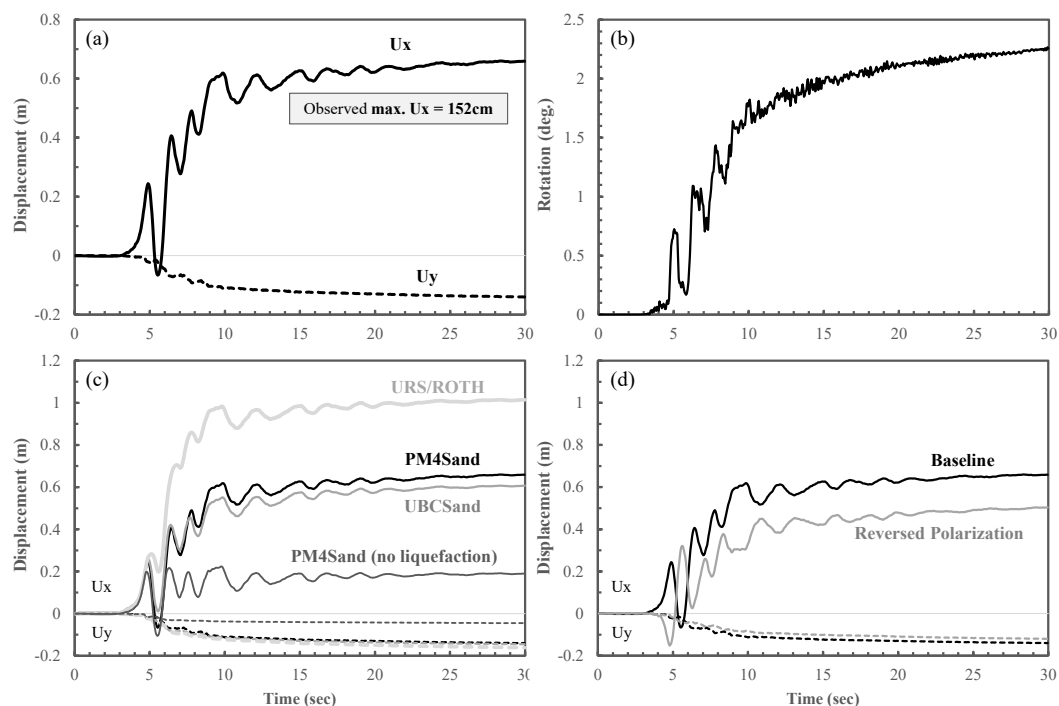 (a)
Ux
Observed max. Ux = 152cm
Uy
Displacement (m)
0.8
0.6
0.4
0.2
0
-0.2
0 5 10 15 20 25 30
(b)
Rotation (deg.)
2.5
2
1.5
1
0.5
0
0 5 10 15 20 25 30
(c)
URS/ROTH
PM4Sand
UBCSand
PM4Sand (no liquefaction)
Ux
Uy
Displacement (m)
1.2
1
0.8
0.6
0.4
0.2
0
-0.2
0 5 10 15 20 25 30
Time (sec)
(d)
Baseline
Reversed Polarization
Ux
Uy
Displacement (m)
1.2
1
0.8
0.6
0.4
0.2
0
-0.2
0 5 10 15 20 25 30
Time (sec)